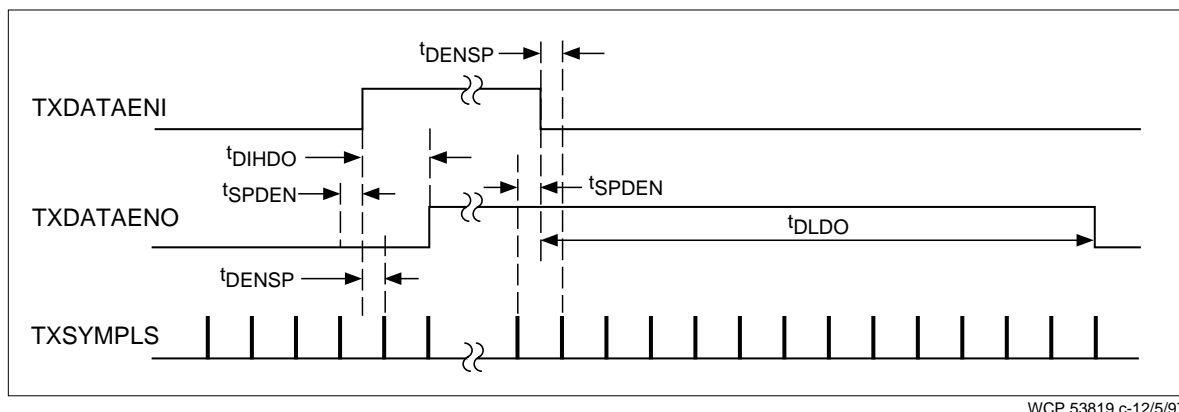 tDENSP
TXDATAENI
tDIHDO
tSPDEN
tSPDEN
TXDATAENO
tDLDO
tDENSP
TXSYMPLS
WCP 53819.c-12/5/97